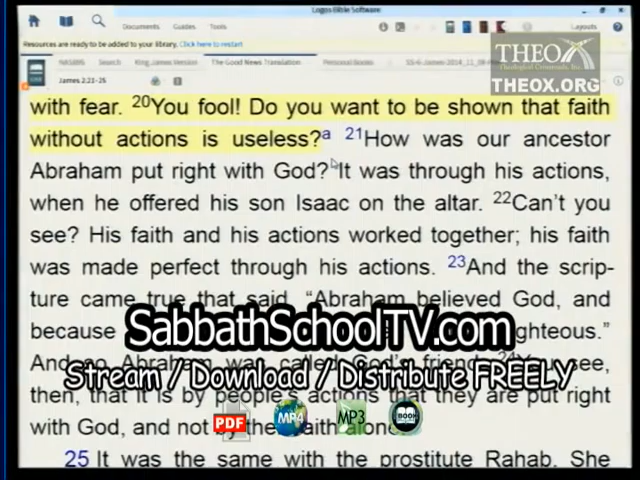 Logos Bible Software
Documents Guides Tools Layouts
Resources are ready to be added to your library. Click here to restart
NASB95 Search King James Version The Good News Translation Personal Books
James 2:21-25
THEOX
THEOX.ORG
with fear. 20You fool! Do you want to be shown that faith
without actions is useless?a 21How was our ancestor
Abraham put right with God? It was through his actions,
when he offered his son Isaac on the altar. 22Can't you
see? His faith and his actions worked together; his faith
was made perfect through his actions. 23And the scrip-
ture came true that said, “Abraham believed God, and
because
SabbathSchoolTV.com
ghteous.”
And so Abraham was called God's friend. 24You see,
Stream / Download / Distribute FREELY
then, that it is by people's actions that they are put right
PDF MP4 MP3 BOOK
with God, and not by their faith alone.
25 It was the same with the prostitute Rahab. She